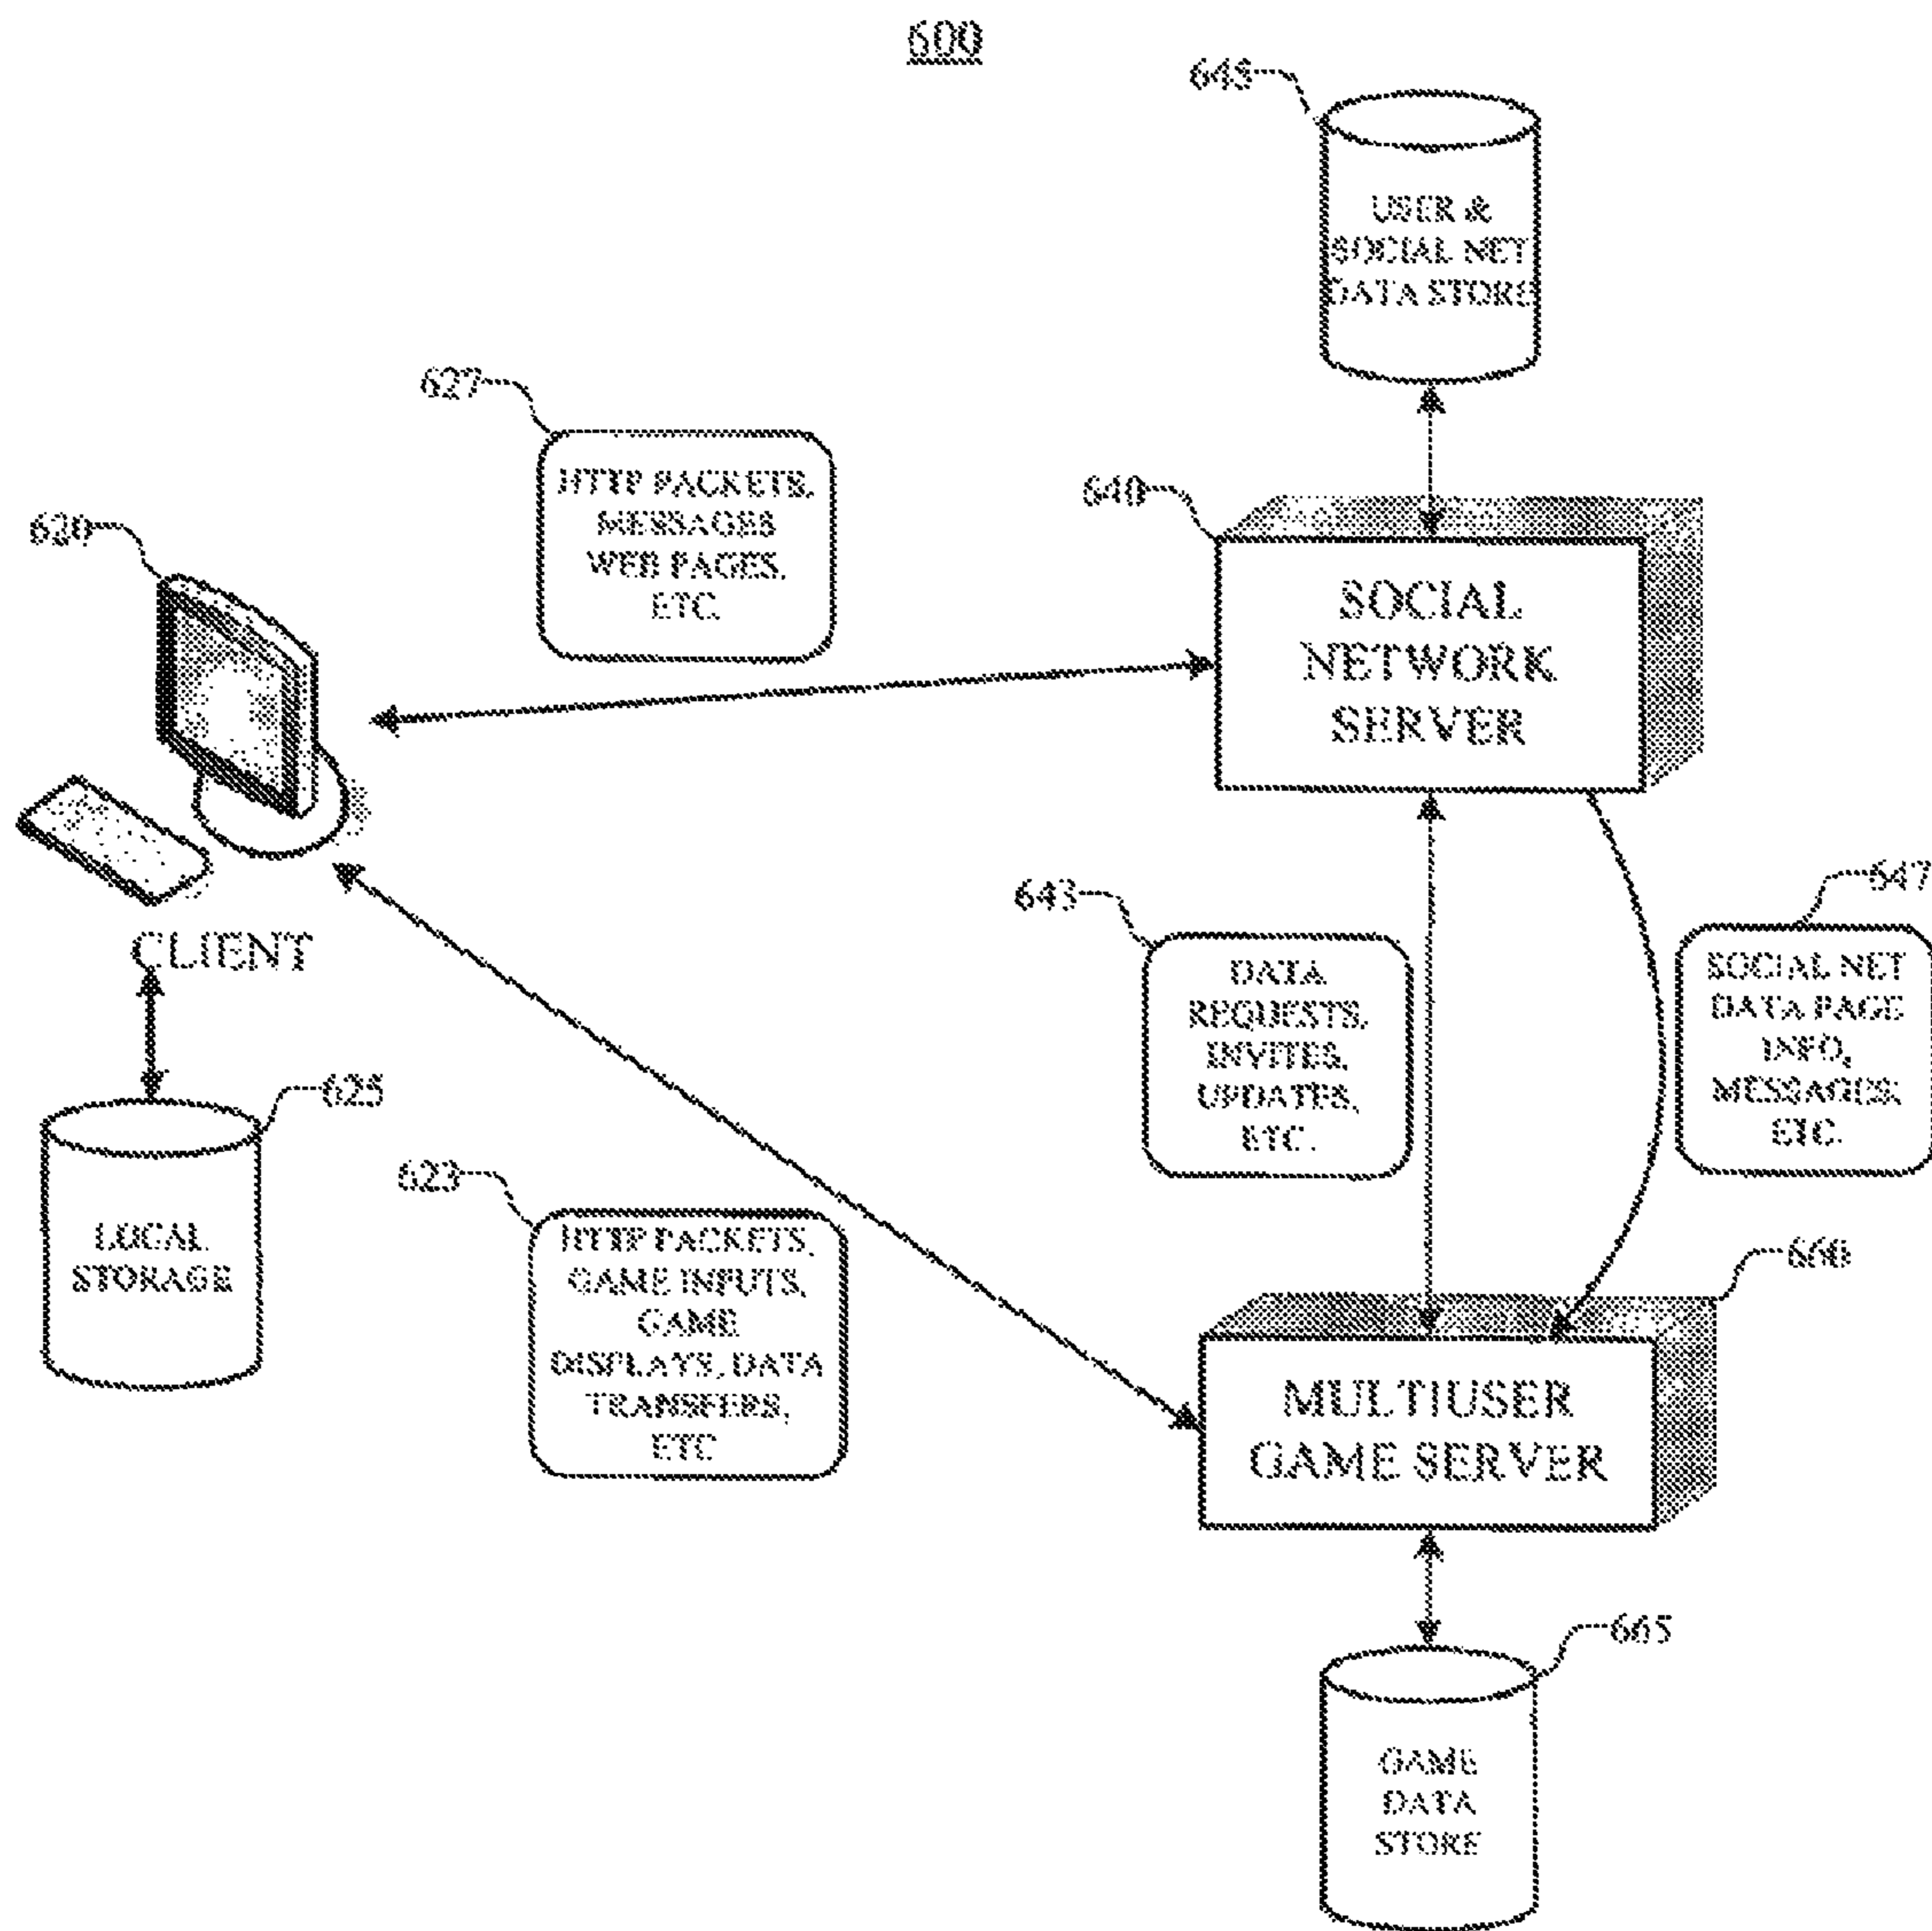 600
645
USER &
SOCIAL NET
DATA STORE
627
HTTP PACKETS,
MESSAGES
WEB PAGES,
ETC.
640
SOCIAL
NETWORK
SERVER
620
CLIENT
643
DATA
REQUESTS,
INVITES,
UPDATES,
ETC.
647
SOCIAL NET
DATA PAGE
INFO,
MESSAGES,
ETC.
625
LOCAL
STORAGE
623
HTTP PACKETS,
GAME INPUTS,
GAME
DISPLAYS, DATA
TRANSFERS,
ETC
660
MULTIUSER
GAME SERVER
665
GAME
DATA
STORE